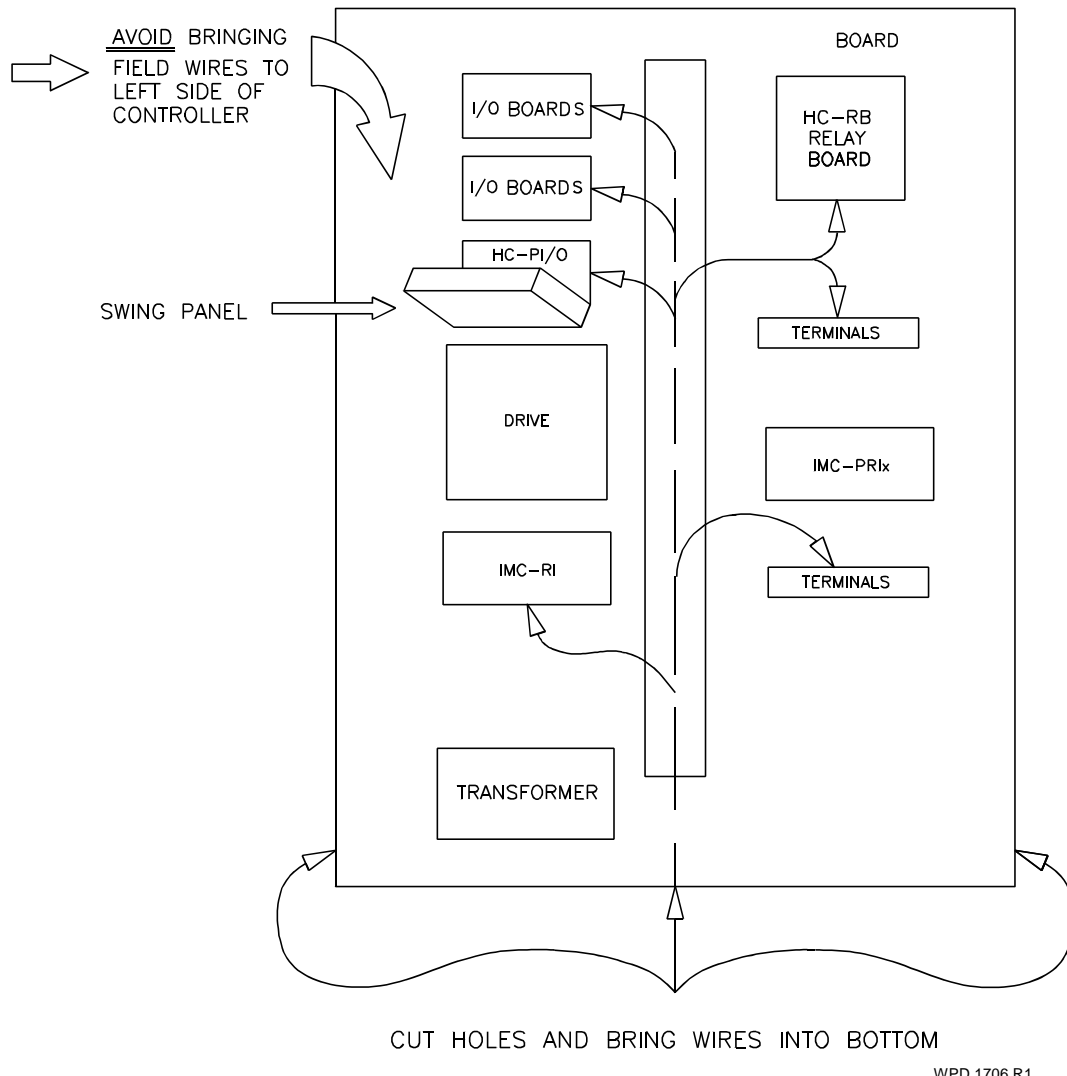 AVOID BRINGING
FIELD WIRES TO
LEFT SIDE OF
CONTROLLER
BOARD
I/O BOARDS
HC-RB
RELAY
BOARD
I/O BOARDS
HC-PI/O
SWING PANEL
TERMINALS
DRIVE
IMC-PRIx
IMC-RI
TERMINALS
TRANSFORMER
CUT HOLES AND BRING WIRES INTO BOTTOM
WPD 1706 R1